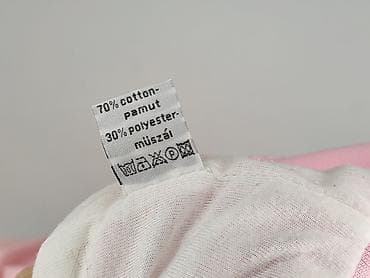 70% cotton-
pamut
30% polyester-
műszál